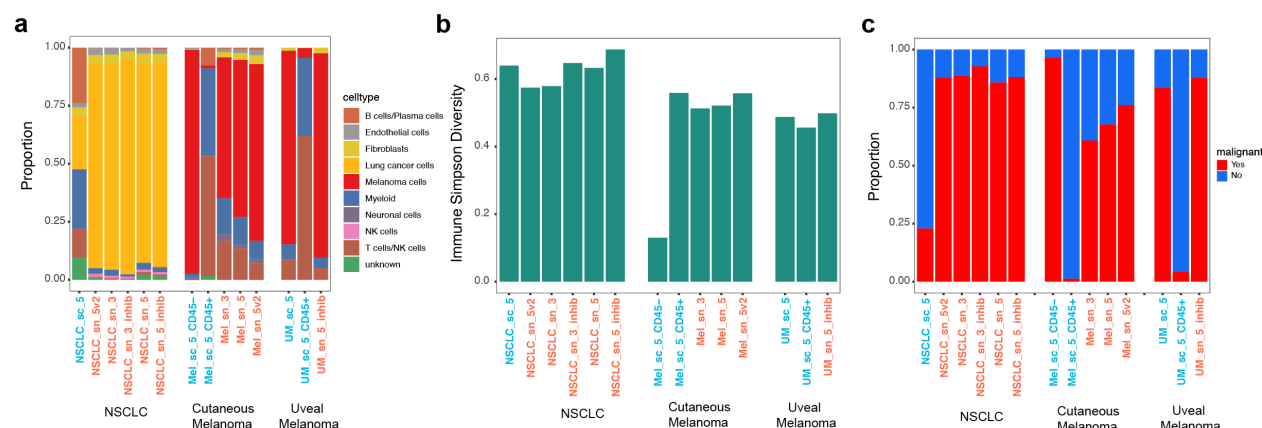 a
Proportion
1.00
0.75
0.50
0.25
0.00
NSCLC_sc_5
NSCLC_sn_5v2
NSCLC_sn_3
NSCLC_sn_3_inhib
NSCLC_sn_5
NSCLC_sn_5_inhib
Mel_sc_5_CD45−
Mel_sc_5_CD45+
Mel_sn_3
Mel_sn_5
Mel_sn_5v2
UM_sc_5
UM_sc_5_CD45+
UM_sn_5_inhib
NSCLC
Cutaneous
Melanoma
Uveal
Melanoma
celltype
B cells/Plasma cells
Endothelial cells
Fibroblasts
Lung cancer cells
Melanoma cells
Myeloid
Neuronal cells
NK cells
T cells/NK cells
unknown
b
Immune Simpson Diversity
0.6
0.4
0.2
0.0
NSCLC_sc_5
NSCLC_sn_5v2
NSCLC_sn_3
NSCLC_sn_3_inhib
NSCLC_sn_5
NSCLC_sn_5_inhib
Mel_sc_5_CD45−
Mel_sc_5_CD45+
Mel_sn_3
Mel_sn_5
Mel_sn_5v2
UM_sc_5
UM_sc_5_CD45+
UM_sn_5_inhib
NSCLC
Cutaneous
Melanoma
Uveal
Melanoma
c
Proportion
1.00
0.75
0.50
0.25
0.00
NSCLC_sc_5
NSCLC_sn_5v2
NSCLC_sn_3
NSCLC_sn_3_inhib
NSCLC_sn_5
NSCLC_sn_5_inhib
Mel_sc_5_CD45−
Mel_sc_5_CD45+
Mel_sn_3
Mel_sn_5
Mel_sn_5v2
UM_sc_5
UM_sc_5_CD45+
UM_sn_5_inhib
NSCLC
Cutaneous
Melanoma
Uveal
Melanoma
malignant
Yes
No